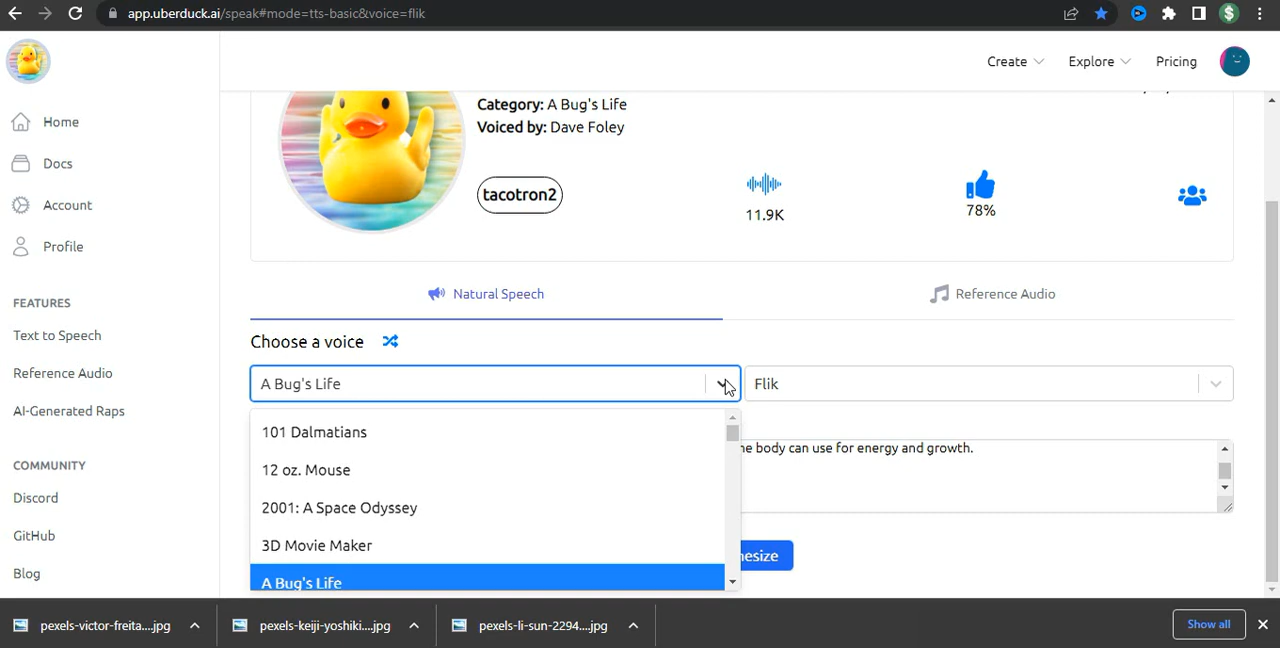 app.uberduck.ai/speak#mode=tts-basic&voice=flik
Create
Explore
Pricing
Home
Docs
Account
Profile
FEATURES
Text to Speech
Reference Audio
AI-Generated Raps
COMMUNITY
Discord
GitHub
Blog
Category: A Bug's Life
Voiced by: Dave Foley
tacotron2
11.9K
78%
Natural Speech
Reference Audio
Choose a voice
A Bug's Life
Flik
101 Dalmatians
12 oz. Mouse
2001: A Space Odyssey
3D Movie Maker
A Bug's Life
body can use for energy and growth.
pexels-victor-freita....jpg
pexels-keiji-yoshiki....jpg
pexels-li-sun-2294....jpg
Show all